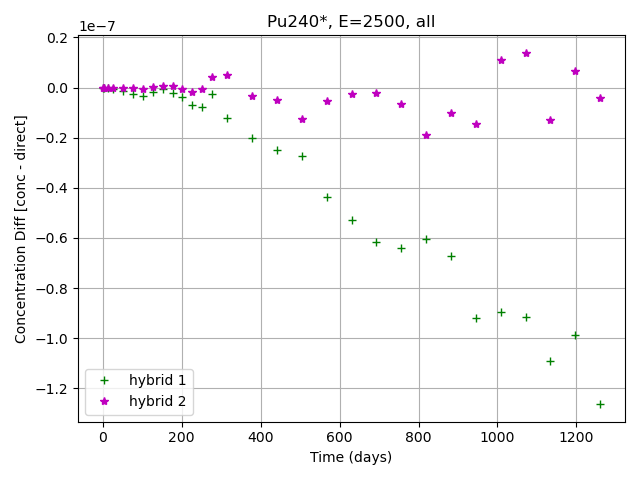 Pu240*, E=2500, all
1e−7
0.2
0.0
−0.2
−0.4
−0.6
−0.8
−1.0
−1.2
Concentration Diff [conc - direct]
hybrid 1
hybrid 2
0 200 400 600 800 1000 1200
Time (days)